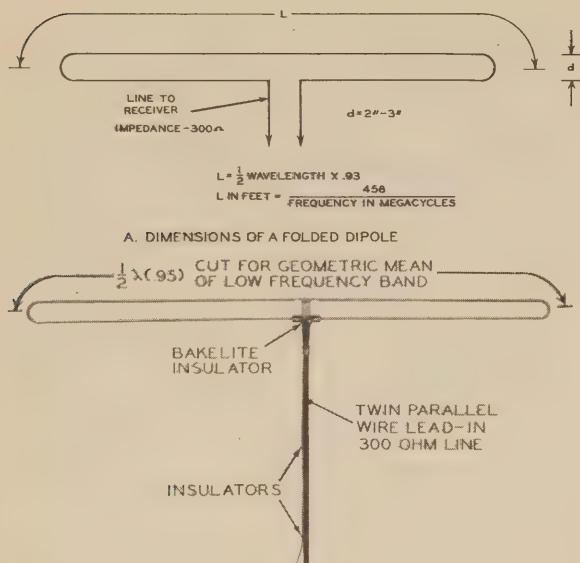 L
d
LINE TO
RECEIVER
IMPEDANCE-300Ω
d=2"-3"
L = 1/2 WAVELENGTH X .93
L IN FEET = 458 / FREQUENCY IN MEGACYCLES
A. DIMENSIONS OF A FOLDED DIPOLE
1/2 λ(.95) CUT FOR GEOMETRIC MEAN
OF LOW FREQUENCY BAND
BAKELITE
INSULATOR
TWIN PARALLEL
WIRE LEAD-IN
300 OHM LINE
INSULATORS